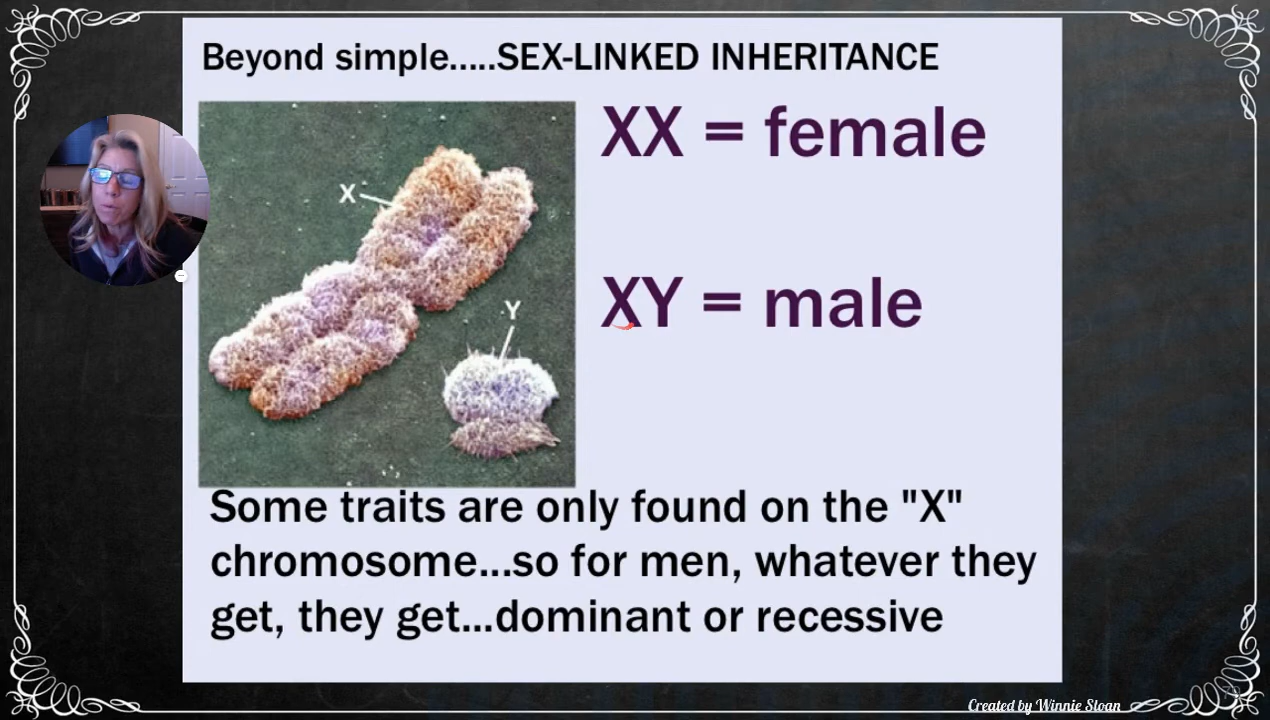 Beyond simple.....SEX-LINKED INHERITANCE
XX = female
X
XY = male
Y
Some traits are only found on the "X"
chromosome...so for men, whatever they
get, they get...dominant or recessive
Created by Winnie Sloan